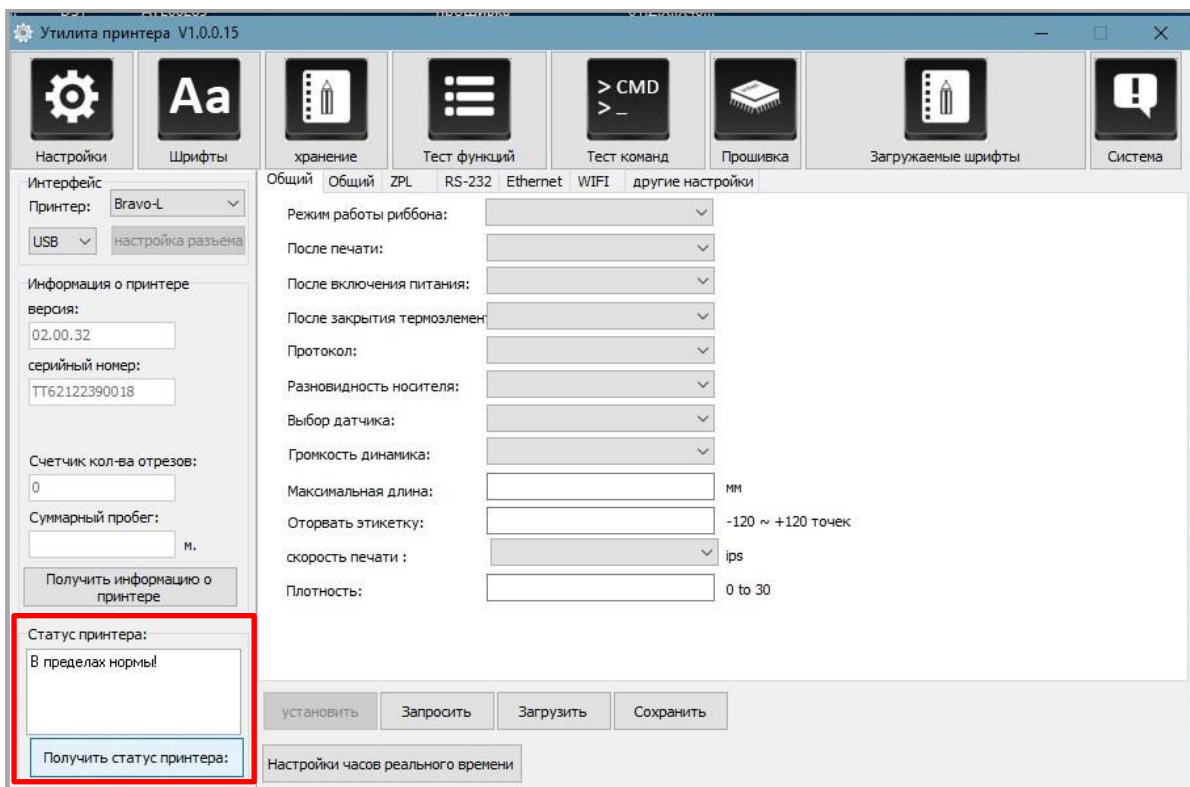 Утилита принтера V1.0.0.15
Aa
> CMD
>_
Настройки
Шрифты
хранение
Тест функций
Тест команд
Прошивка
Загружаемые шрифты
Система
Интерфейс
Принтер:
Bravo-L
USB
настройка разъема
Информация о принтере
версия:
02.00.32
серийный номер:
TT62122390018
Счетчик кол-ва отрезов:
0
Суммарный пробег:
м.
Получить информацию о
принтере
Статус принтера:
В пределах нормы!
Получить статус принтера:
Общий
Общий
ZPL
RS-232
Ethernet
WIFI
другие настройки
Режим работы риббона:
После печати:
После включения питания:
После закрытия термоэлемен
Протокол:
Разновидность носителя:
Выбор датчика:
Громкость динамика:
Максимальная длина:
мм
Оторвать этикетку:
-120 ~ +120 точек
скорость печати :
ips
Плотность:
0 to 30
установить
Запросить
Загрузить
Сохранить
Настройки часов реального времени